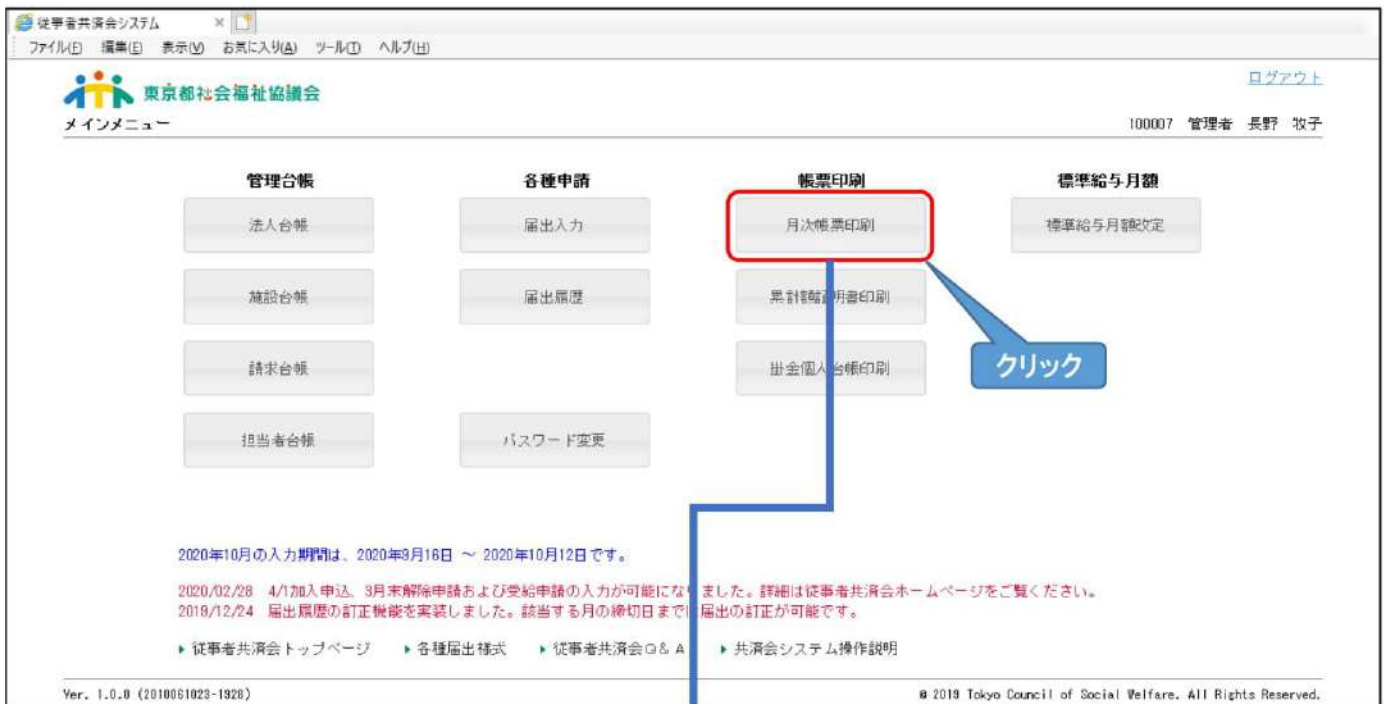 従事者共済会システム
ファイル(F) 編集(E) 表示(V) お気に入り(A) ツール(T) ヘルプ(H)
東京都社会福祉協議会
ログアウト
メインメニュー
100007 管理者 長野 牧子
管理台帳 各種申請 帳票印刷 標準給与月額
法人台帳 届出入力 月次帳票印刷 標準給与月額改定
施設台帳 届出履歴 累計額証明書印刷
請求台帳 掛金個人台帳印刷
クリック
担当者台帳 パスワード変更
2020年10月の入力期間は、2020年9月16日 ～ 2020年10月12日です。
2020/02/28 4/1加入申込、3月末解除申請および受給申請の入力が可能になりました。詳細は従事者共済会ホームページをご覧ください。
2019/12/24 届出履歴の訂正機能を実装しました。該当する月の締切日までに届出の訂正が可能です。
従事者共済会トップページ 各種届出様式 従事者共済会Q&A 共済会システム操作説明
Ver. 1.0.0 (2010061023-1928)
© 2019 Tokyo Council of Social Welfare. All Rights Reserved.